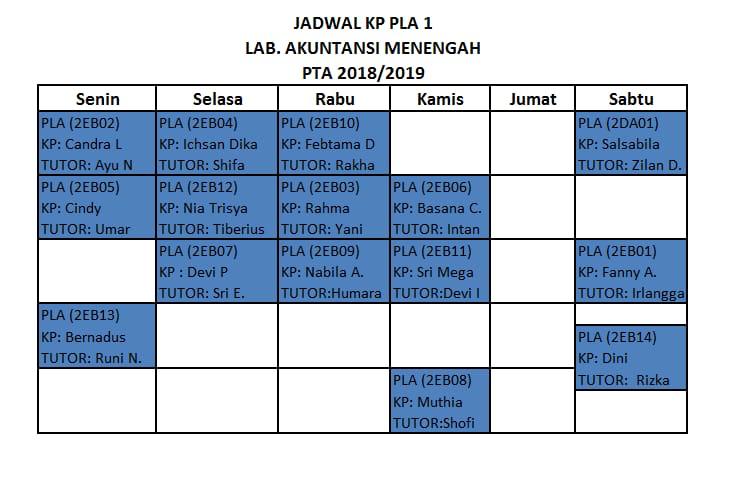 JADWAL KP PLA 1
LAB. AKUNTANSI MENENGAH
PTA 2018/2019
Senin Selasa Rabu Kamis Jumat Sabtu
PLA (2EB02) PLA (2EB04) PLA (2EB10) PLA (2DA01)
KP: Candra L KP: Ichsan Dika KP: Febtama D KP: Salsabila
TUTOR: Ayu N TUTOR: Shifa TUTOR: Rakha TUTOR: Zilan D.
PLA (2EB05) PLA (2EB12) PLA (2EB03) PLA (2EB06)
KP: Cindy KP: Nia Trisya KP: Rahma KP: Basana C.
TUTOR: Umar TUTOR: Tiberius TUTOR: Yani TUTOR: Intan
PLA (2EB07) PLA (2EB09) PLA (2EB11) PLA (2EB01)
KP : Devi P KP: Nabila A. KP: Sri Mega KP: Fanny A.
TUTOR: Sri E. TUTOR:Humara TUTOR:Devi I TUTOR: Irlangga
PLA (2EB13)
KP: Bernadus
TUTOR: Runi N.
PLA (2EB14)
KP: Dini
TUTOR: Rizka
PLA (2EB08)
KP: Muthia
TUTOR:Shofi